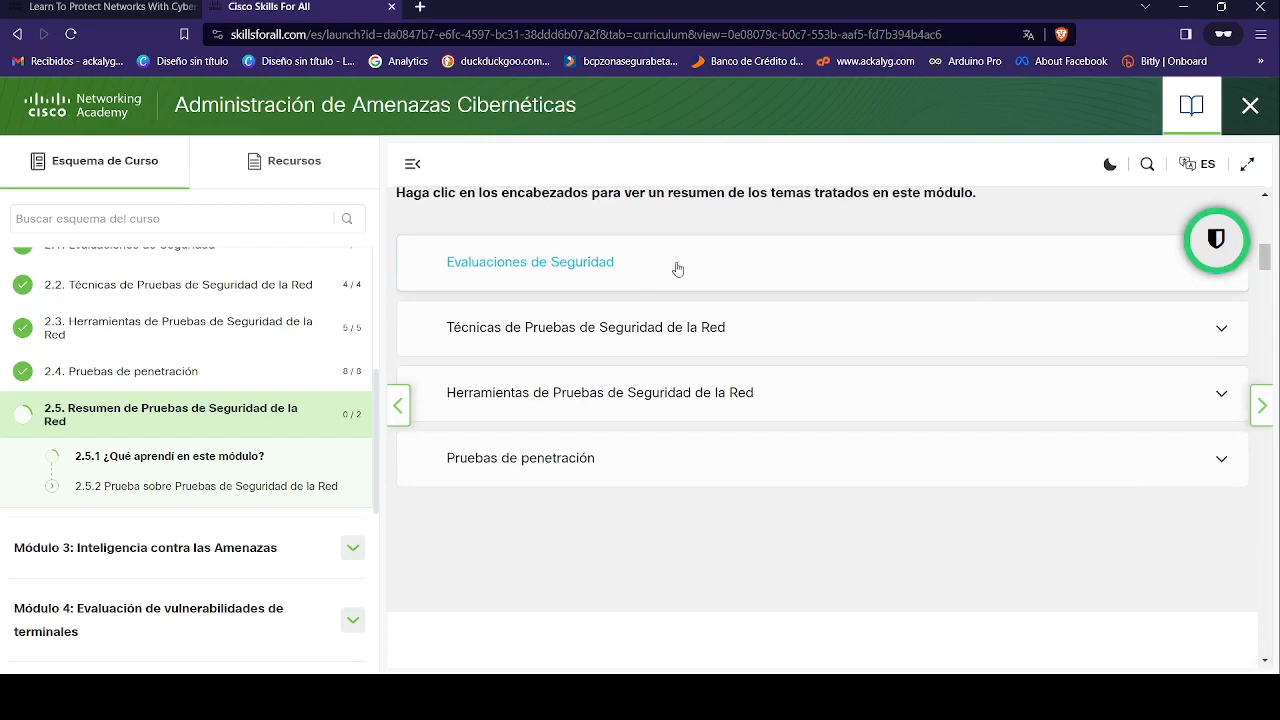 Learn To Protect Networks With Cyber
Cisco Skills For All
skillsforall.com/es/launch?id=da0847b7-e6fc-4597-bc31-38ddd6b07a2f&tab=curriculum&view=0e08079c-b0c7-553b-aaf5-fd7b394b4ac6
Recibidos - ackalyg...
Diseño sin título
Diseño sin título - L...
Analytics
duckduckgoo.com...
bcpzonasegurabeta...
Banco de Crédito d...
www.ackalyg.com
Arduino Pro
About Facebook
Bitly | Onboard
»
cisco
Networking
Academy
Administración de Amenazas Cibernéticas
Esquema de Curso
Recursos
ES
Buscar esquema del curso
2.2. Técnicas de Pruebas de Seguridad de la Red
4 / 4
2.3. Herramientas de Pruebas de Seguridad de la
Red
5 / 5
2.4. Pruebas de penetración
8 / 8
2.5. Resumen de Pruebas de Seguridad de la
Red
0 / 2
2.5.1 ¿Qué aprendí en este módulo?
2.5.2 Prueba sobre Pruebas de Seguridad de la Red
Módulo 3: Inteligencia contra las Amenazas
Módulo 4: Evaluación de vulnerabilidades de
terminales
Haga clic en los encabezados para ver un resumen de los temas tratados en este módulo.
Evaluaciones de Seguridad
Técnicas de Pruebas de Seguridad de la Red
Herramientas de Pruebas de Seguridad de la Red
Pruebas de penetración